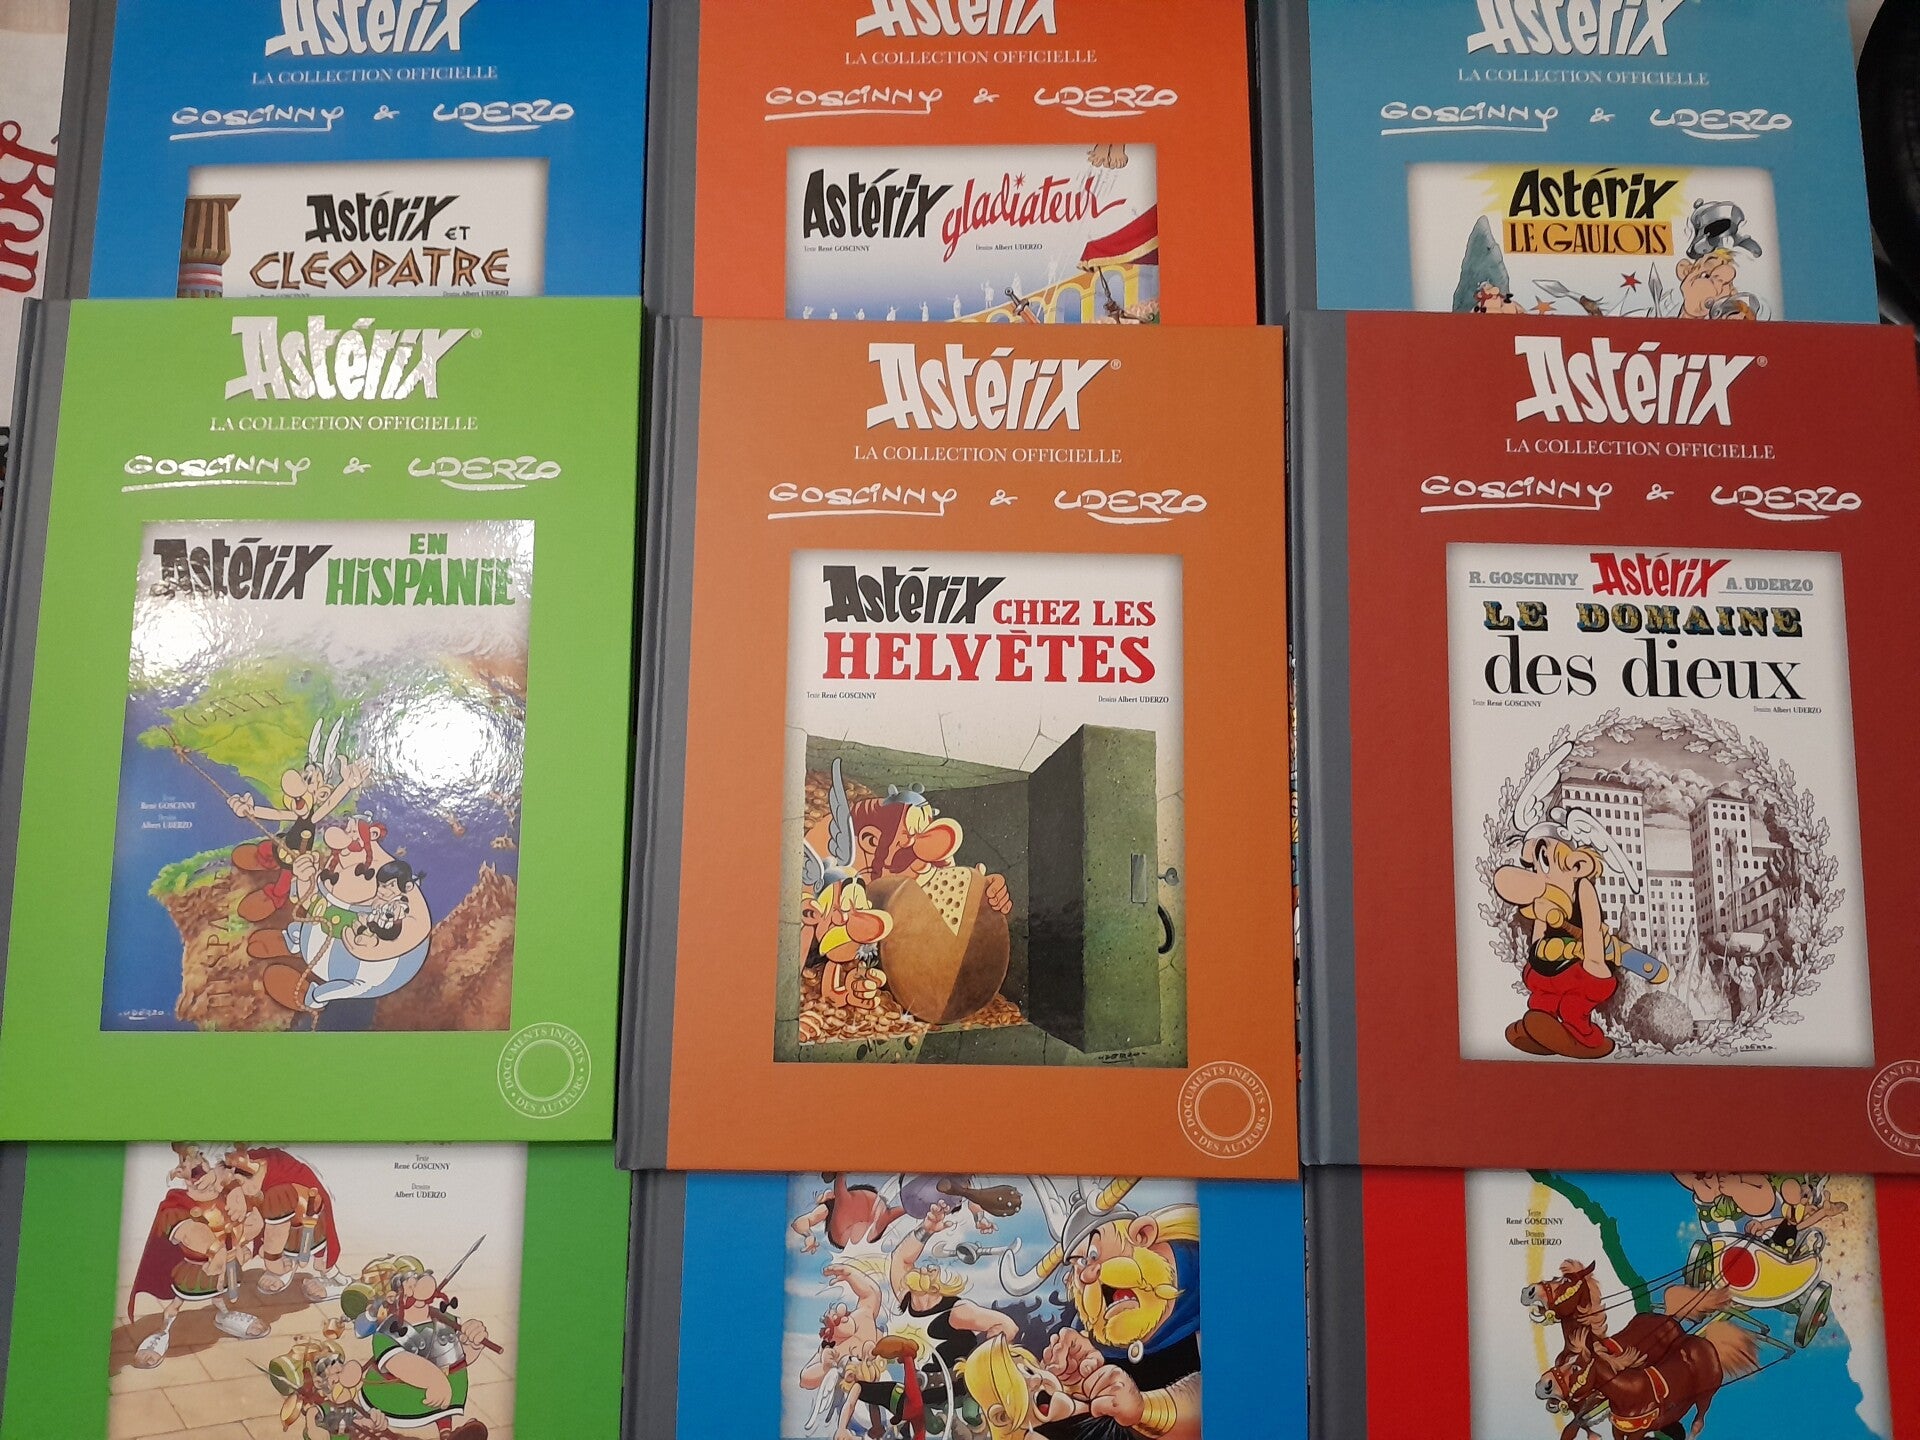 Astérix
LA COLLECTION OFFICIELLE
GOSCINNY & UDERZO
Astérix ET
CLEOPATRE
Astérix
LA COLLECTION OFFICIELLE
GOSCINNY & UDERZO
Astérix gladiateur
Texte René GOSCINNY Dessins Albert UDERZO
Astérix
LA COLLECTION OFFICIELLE
GOSCINNY & UDERZO
Astérix
LE GAULOIS
Bon
Astérix®
LA COLLECTION OFFICIELLE
GOSCINNY & UDERZO
Astérix EN
HISPANIE
Texte
René GOSCINNY
Dessins
Albert UDERZO
UDERZO
DOCUMENTS INÉDITS
• DES AUTEURS •
Astérix®
LA COLLECTION OFFICIELLE
GOSCINNY & UDERZO
Astérix CHEZ LES
HELVÈTES
Texte René GOSCINNY Dessins Albert UDERZO
UDERZO
DOCUMENTS INÉDITS
• DES AUTEURS •
Astérix®
LA COLLECTION OFFICIELLE
GOSCINNY & UDERZO
R. GOSCINNY Astérix A. UDERZO
LE DOMAINE
des dieux
Texte René GOSCINNY Dessins Albert UDERZO
UDERZO
DOCUMENTS
Texte
René GOSCINNY
Dessins
Albert UDERZO
Texte
René GOSCINNY
Dessins
Albert UDERZO